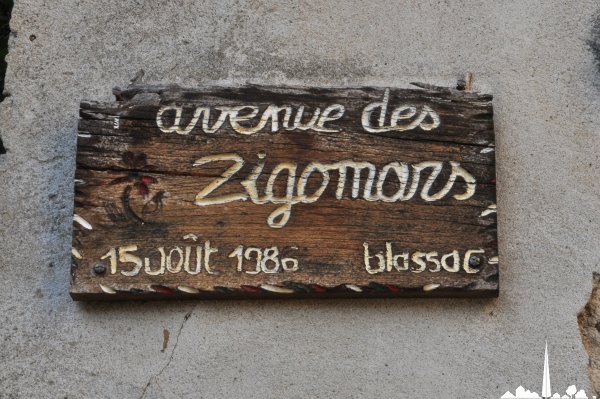 avenue des
Zigomars
15 août 1986 blassac